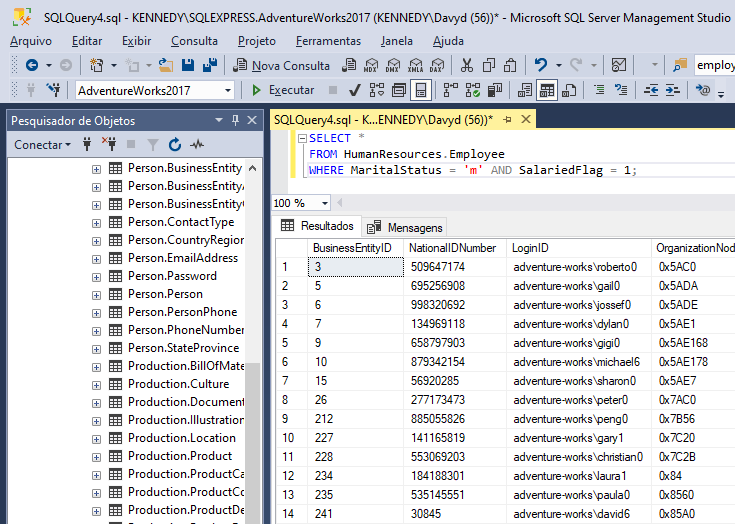 SQLQuery4.sql - KENNEDY\SQLEXPRESS.AdventureWorks2017 (KENNEDY\Davyd (56))* - Microsoft SQL Server Management Studio
Arquivo Editar Exibir Consulta Projeto Ferramentas Janela Ajuda
Nova Consulta MDX DMX XMLA DAX employ
AdventureWorks2017 Executar
Pesquisador de Objetos
Conectar
Person.BusinessEntity
Person.BusinessEntityA
Person.BusinessEntityC
Person.ContactType
Person.CountryRegion
Person.EmailAddress
Person.Password
Person.Person
Person.PersonPhone
Person.PhoneNumber
Person.StateProvince
Production.BillOfMate
Production.Culture
Production.Document
Production.Illustration
Production.Location
Production.Product
Production.ProductCa
Production.ProductCo
Production.ProductDe
SQLQuery4.sql - K...ENNEDY\Davyd (56))*
SELECT *
FROM HumanResources.Employee
WHERE MaritalStatus = 'm' AND SalariedFlag = 1;
100 %
Resultados Mensagens
BusinessEntityID NationalIDNumber LoginID OrganizationNod
1 3 509647174 adventure-works\roberto0 0x5AC0
2 5 695256908 adventure-works\gail0 0x5ADA
3 6 998320692 adventure-works\jossef0 0x5ADE
4 7 134969118 adventure-works\dylan0 0x5AE1
5 9 658797903 adventure-works\gigi0 0x5AE168
6 10 879342154 adventure-works\michael6 0x5AE178
7 15 56920285 adventure-works\sharon0 0x5AE7
8 26 277173473 adventure-works\peter0 0x7AC0
9 212 885055826 adventure-works\peng0 0x7B56
10 227 141165819 adventure-works\gary1 0x7C20
11 228 553069203 adventure-works\christian0 0x7C2B
12 234 184188301 adventure-works\laura1 0x84
13 235 535145551 adventure-works\paula0 0x8560
14 241 30845 adventure-works\david6 0x85A0